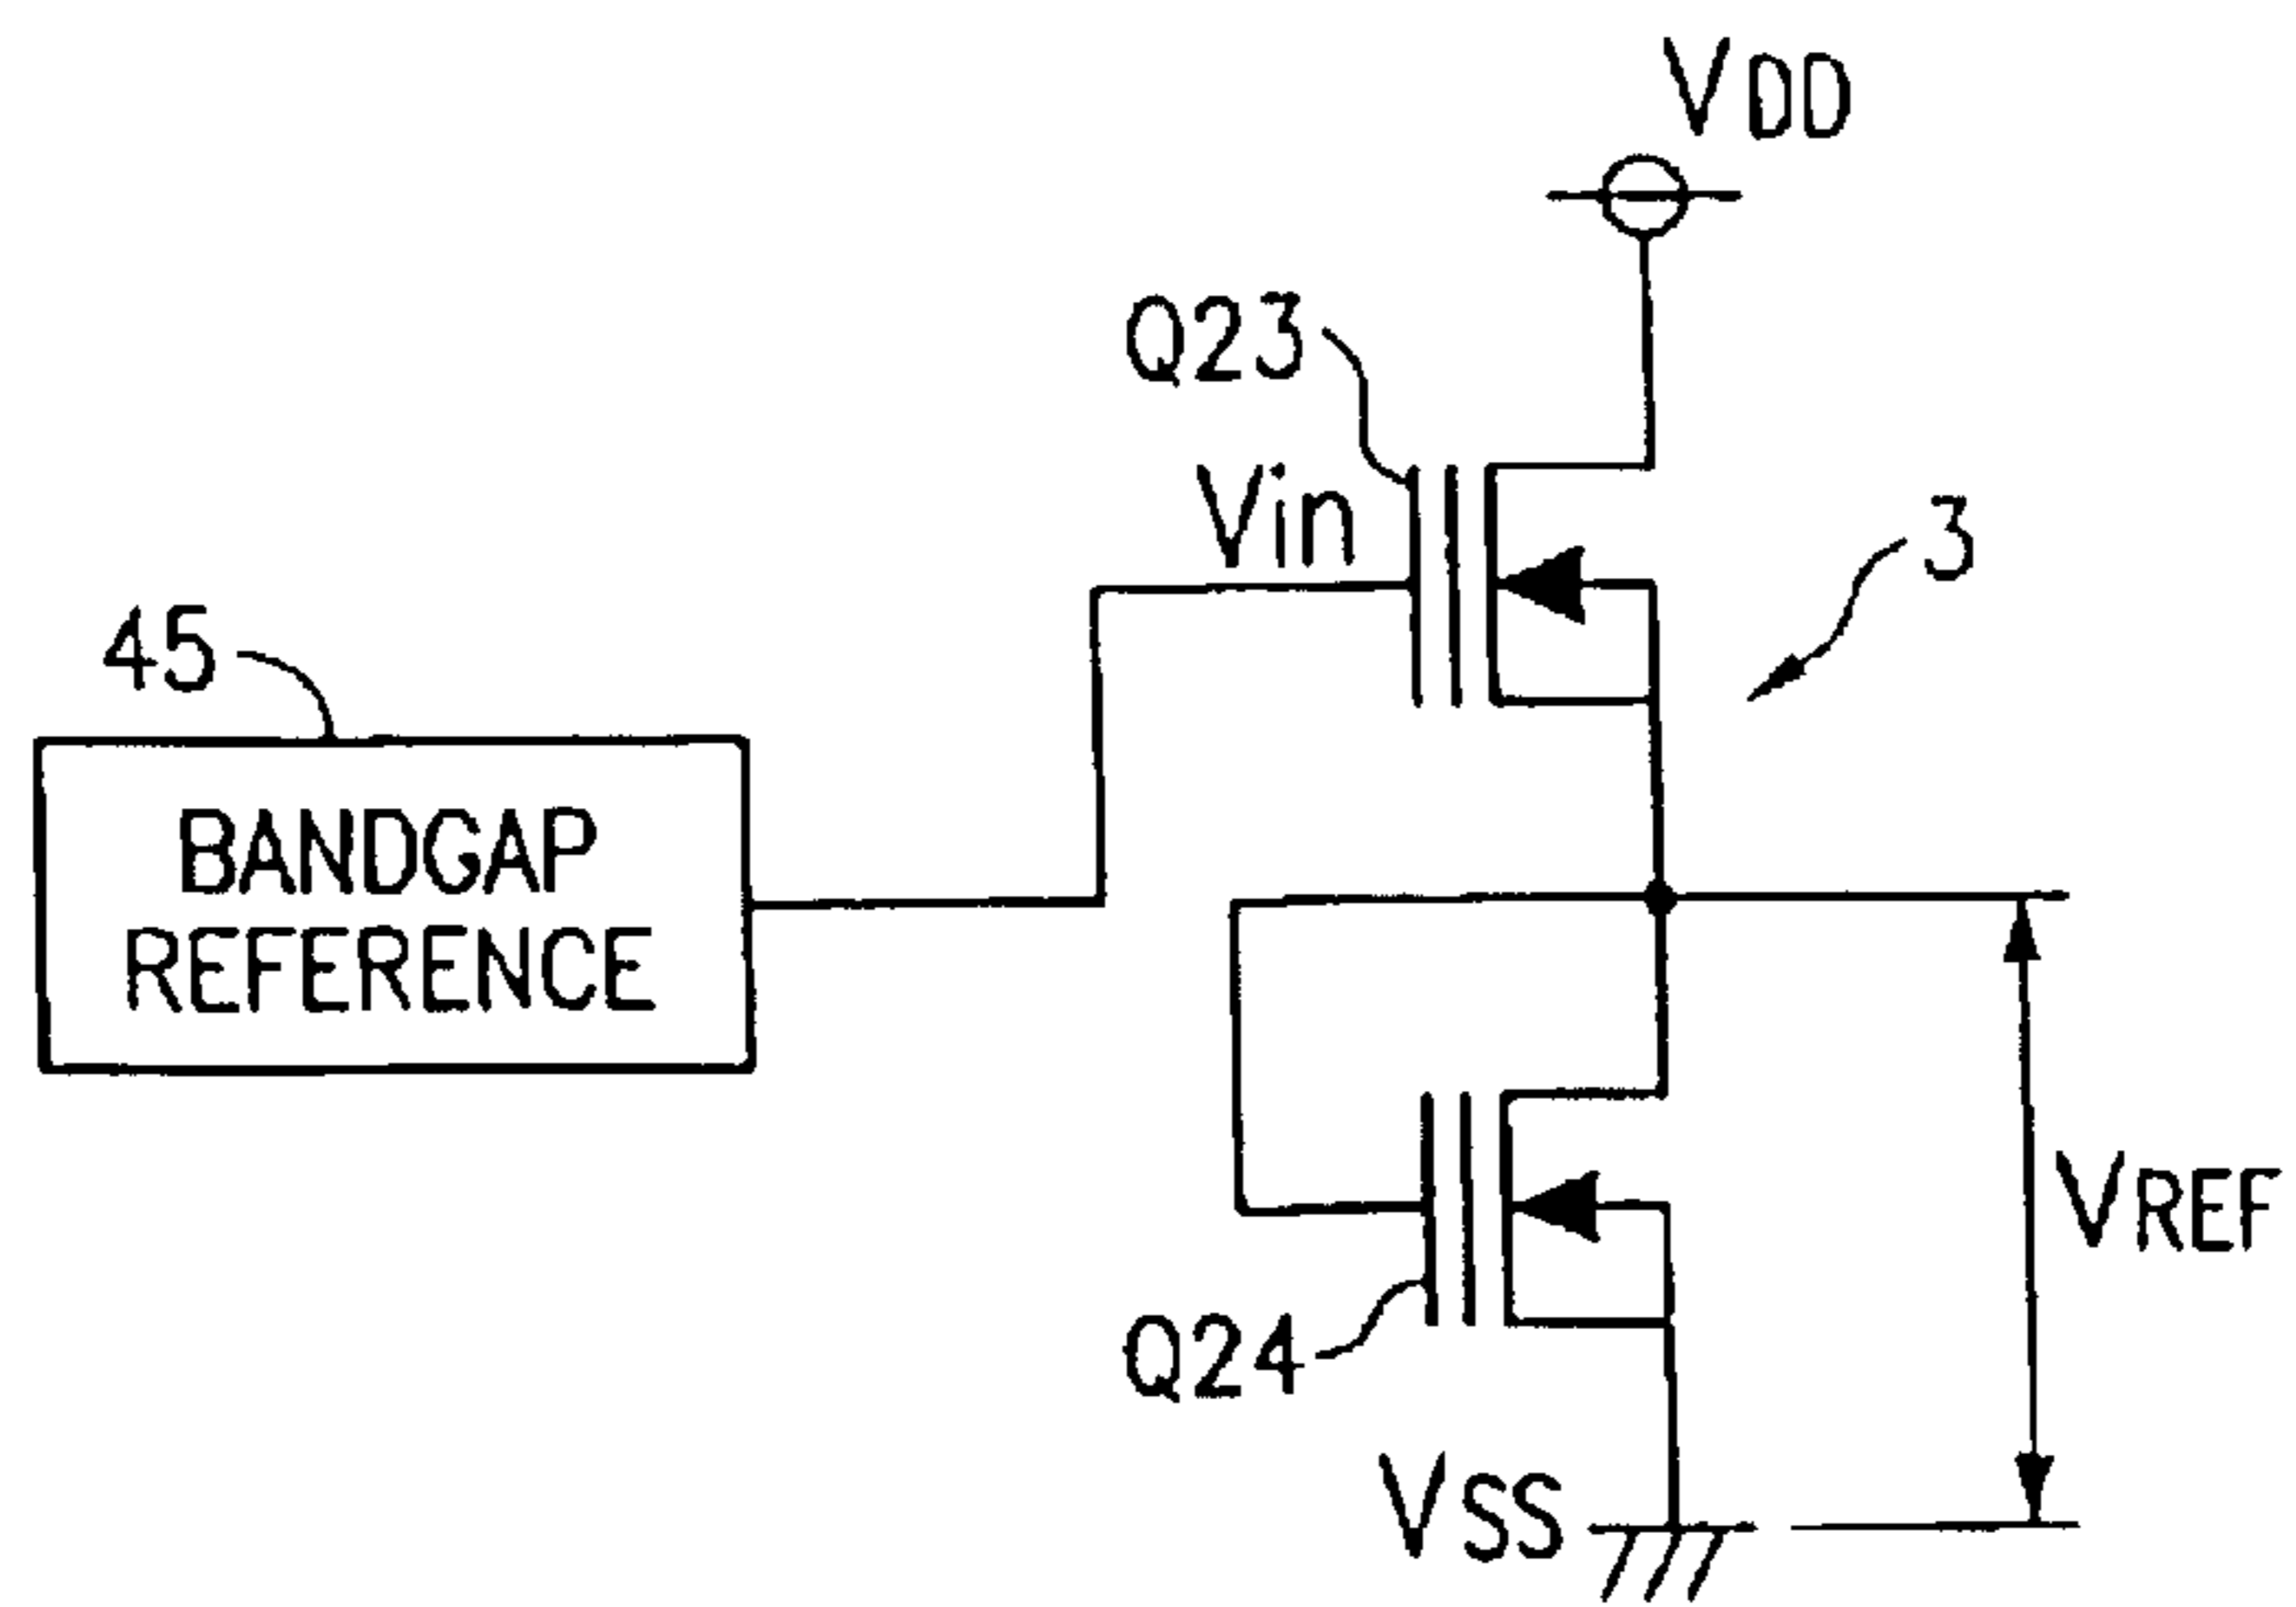 VDD
Q23
Vin
3
45
BANDGAP
REFERENCE
VREF
Q24
VSS